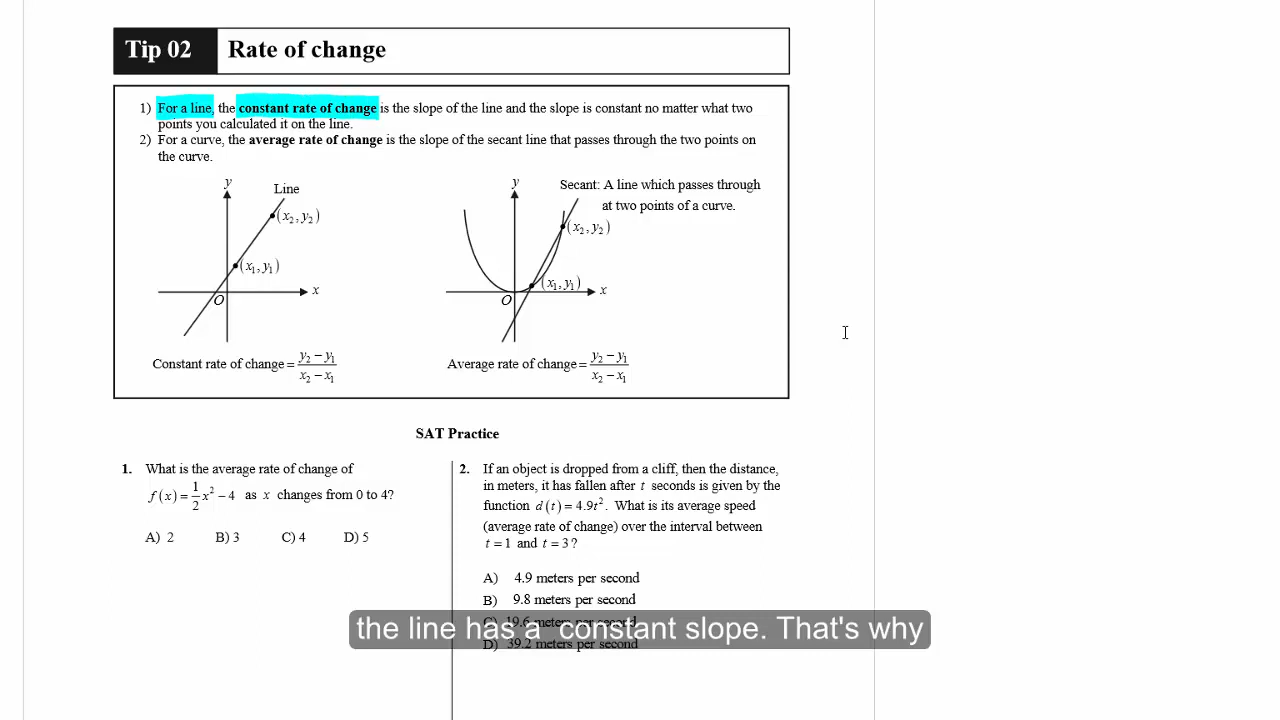 Tip 02 Rate of change
1) For a line, the constant rate of change is the slope of the line and the slope is constant no matter what two
points you calculated it on the line.
2) For a curve, the average rate of change is the slope of the secant line that passes through the two points on
the curve.
y
Line
(x₂, y₂)
(x₁, y₁)
O
x
Constant rate of change = (y₂ − y₁)/(x₂ − x₁)
y
Secant: A line which passes through
at two points of a curve.
(x₂, y₂)
(x₁, y₁)
O
x
Average rate of change = (y₂ − y₁)/(x₂ − x₁)
SAT Practice
1. What is the average rate of change of
f(x) = 1/2 x² − 4 as x changes from 0 to 4?
A) 2 B) 3 C) 4 D) 5
2. If an object is dropped from a cliff, then the distance,
in meters, it has fallen after t seconds is given by the
function d(t) = 4.9t². What is its average speed
(average rate of change) over the interval between
t = 1 and t = 3?
A) 4.9 meters per second
B) 9.8 meters per second
C) 19.6 meters per second
D) 39.2 meters per second
the line has a constant slope. That's why